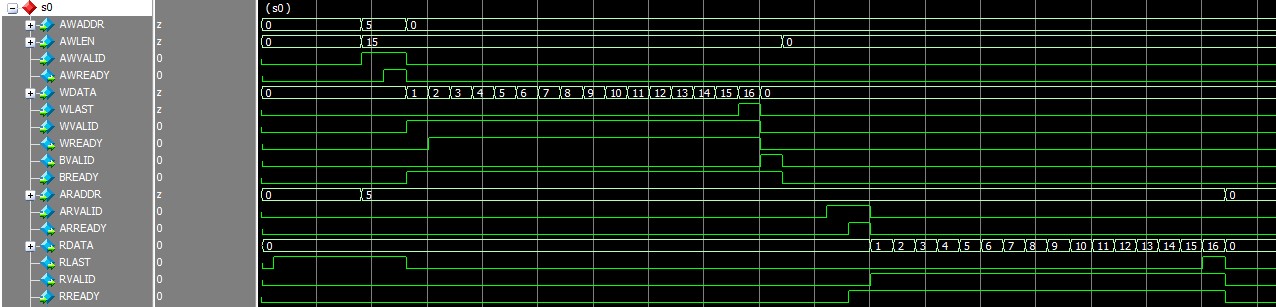 s0 (s0)
AWADDR z 0 5 0
AWLEN z 0 15 0
AWVALID 0
AWREADY 0
WDATA z 0 1 2 3 4 5 6 7 8 9 10 11 12 13 14 15 16 0
WLAST z
WVALID 0
WREADY 0
BVALID 0
BREADY 0
ARADDR z 0 5 0
ARVALID 0
ARREADY 0
RDATA 0 0 1 2 3 4 5 6 7 8 9 10 11 12 13 14 15 16 0
RLAST 0
RVALID 0
RREADY 0